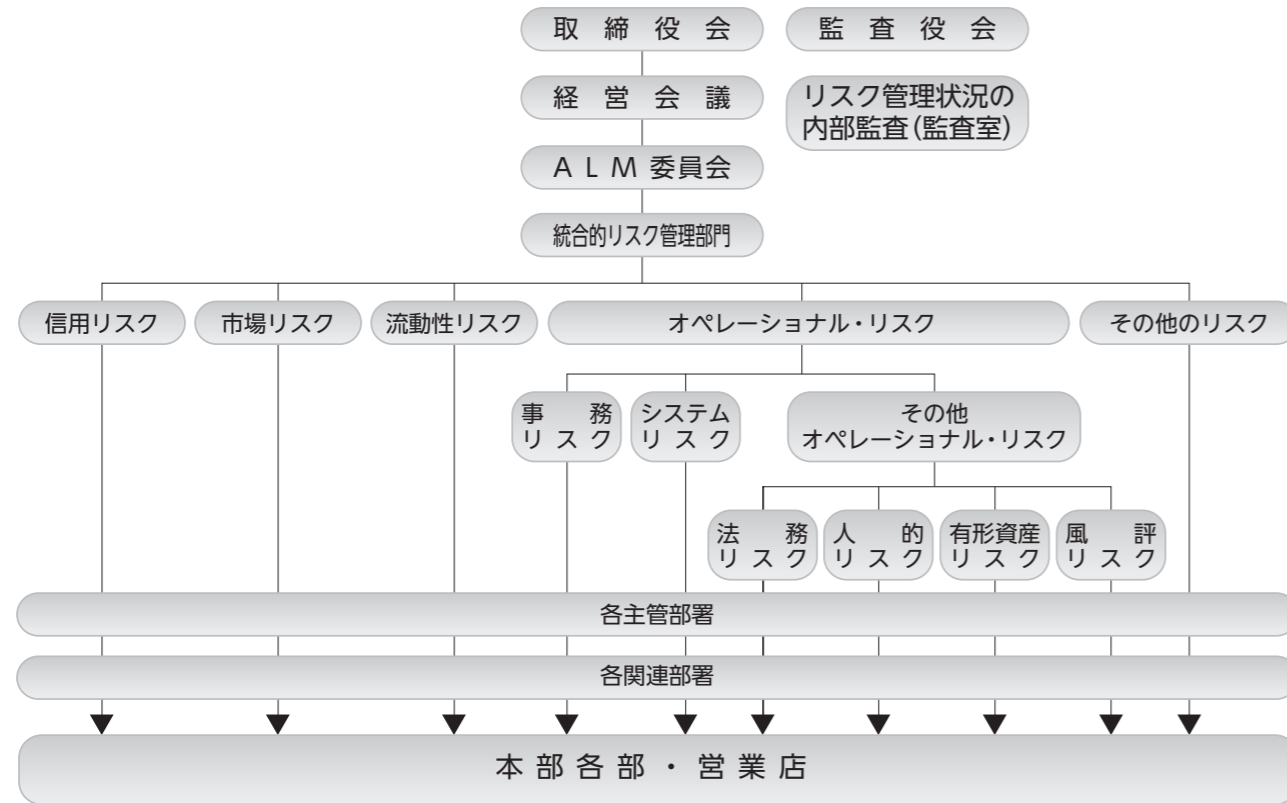 取締役会
監査役会
経営会議
リスク管理状況の
内部監査(監査室)
ALM委員会
統合的リスク管理部門
信用リスク
市場リスク
流動性リスク
オペレーショナル・リスク
その他のリスク
事務
リスク
システム
リスク
その他
オペレーショナル・リスク
法務
リスク
人的
リスク
有形資産
リスク
風評
リスク
各主管部署
各関連部署
本部各部・営業店